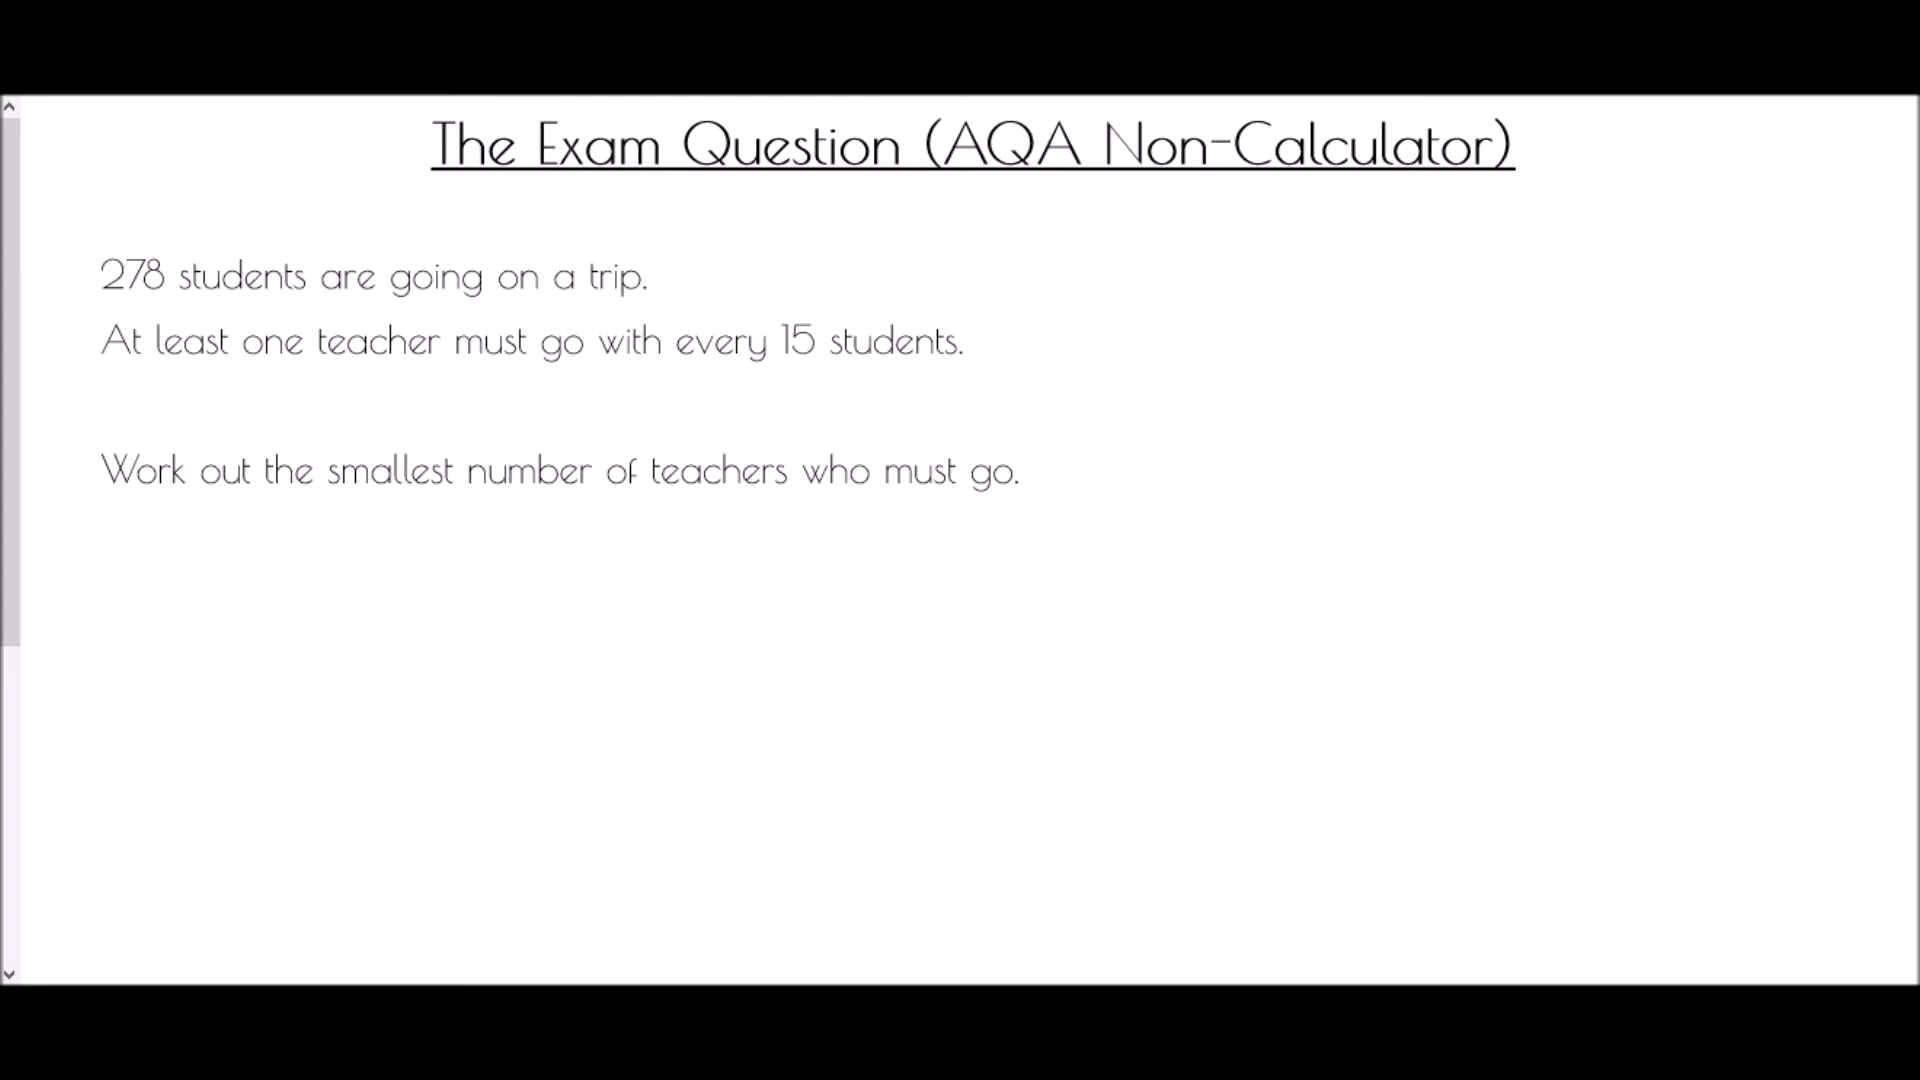 The Exam Question (AQA Non-Calculator)
278 students are going on a trip.
At least one teacher must go with every 15 students.
Work out the smallest number of teachers who must go.